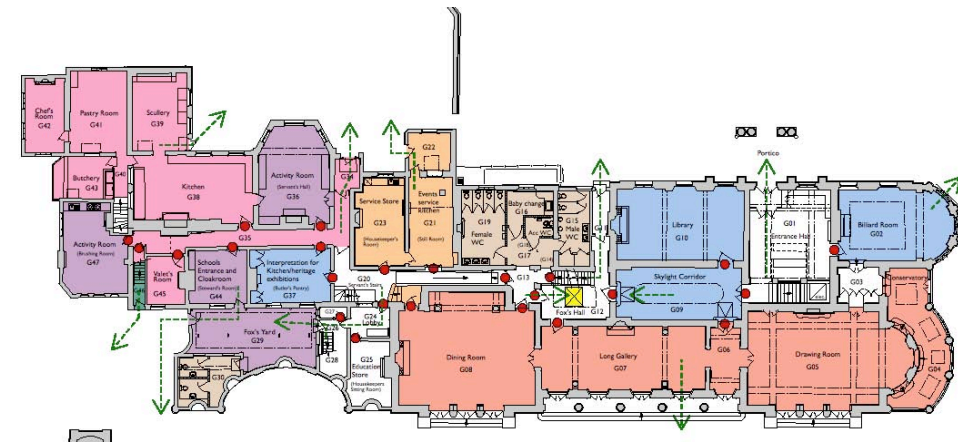 Chef's
Room
G42
Pastry Room
G41
Scullery
G39
Butchery
G43
G40
Kitchen
G38
Activity Room
(Servant's Hall)
G36
G34
Service Store
G23
(Housekeeper's
Room)
G22
Events
service
kitchen
G21
(Still Room)
G19
Female
WC
Baby change
G16
Acc WC
G18
G17
G14
G15
Male
WC
G11
Library
G10
Portico
G01
Entrance Hall
Billard Room
G02
Activity Room
(Brushing Room)
G47
G35
Valet's
Room
G45
Schools
Entrance and
Cloakroom
(Steward's Room)
G44
Interpretation for
Kitchen/heritage
exhibitions
(Butler's Pantry)
G37
G20
Servant's Stairs
G13
Fox's Hall
G12
Skylight Corridor
G09
G03
Conservatory
G04
G27
G24
Lobby
Fox's Yard
G29
G30
G28
G25
Education
Store
(Housekeepers
Sitting Room)
Dining Room
G08
Long Gallery
G07
G06
Drawing Room
G05